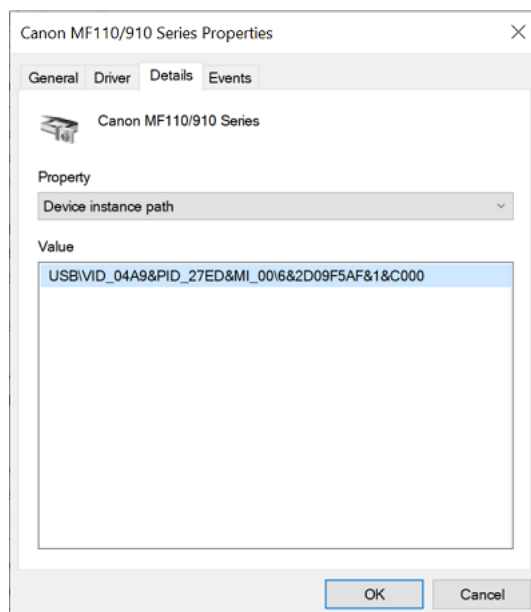 Canon MF110/910 Series Properties
General Driver Details Events
Canon MF110/910 Series
Property
Device instance path
Value
USB\VID_04A9&PID_27ED&MI_00\6&2D09F5AF&1&C000
OK Cancel